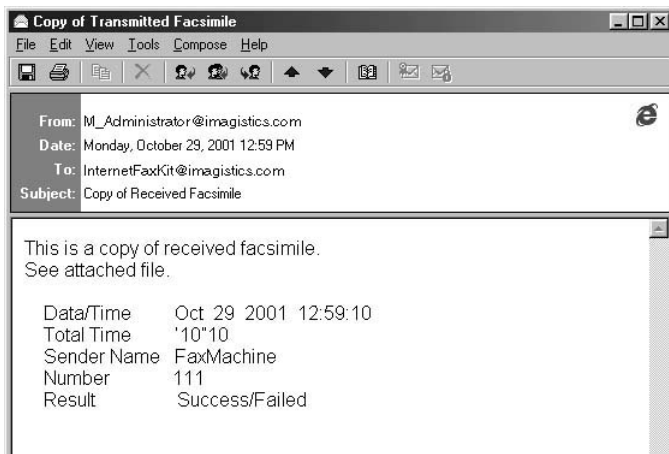 Copy of Transmitted Facsimile
File Edit View Tools Compose Help
From: M_Administrator@imagistics.com
Date: Monday, October 29, 2001 12:59 PM
To: InternetFaxKit@imagistics.com
Subject: Copy of Received Facsimile
This is a copy of received facsimile.
See attached file.
Data/Time Oct 29 2001 12:59:10
Total Time '10"10
Sender Name FaxMachine
Number 111
Result Success/Failed